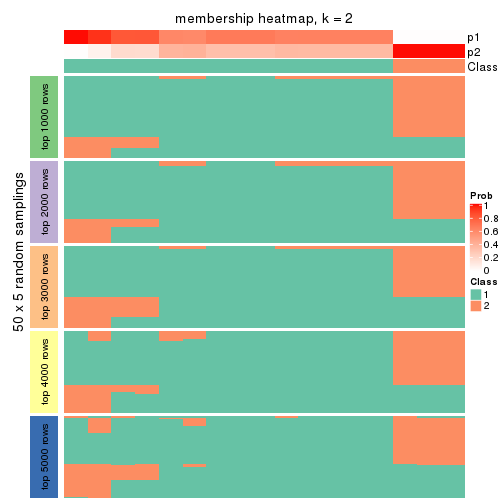 membership heatmap, k = 2
p1
p2
Class
50 x 5 random samplings
top 1000 rows
top 2000 rows
top 3000 rows
top 4000 rows
top 5000 rows
Prob
1
0.8
0.6
0.4
0.2
0
Class
1
2